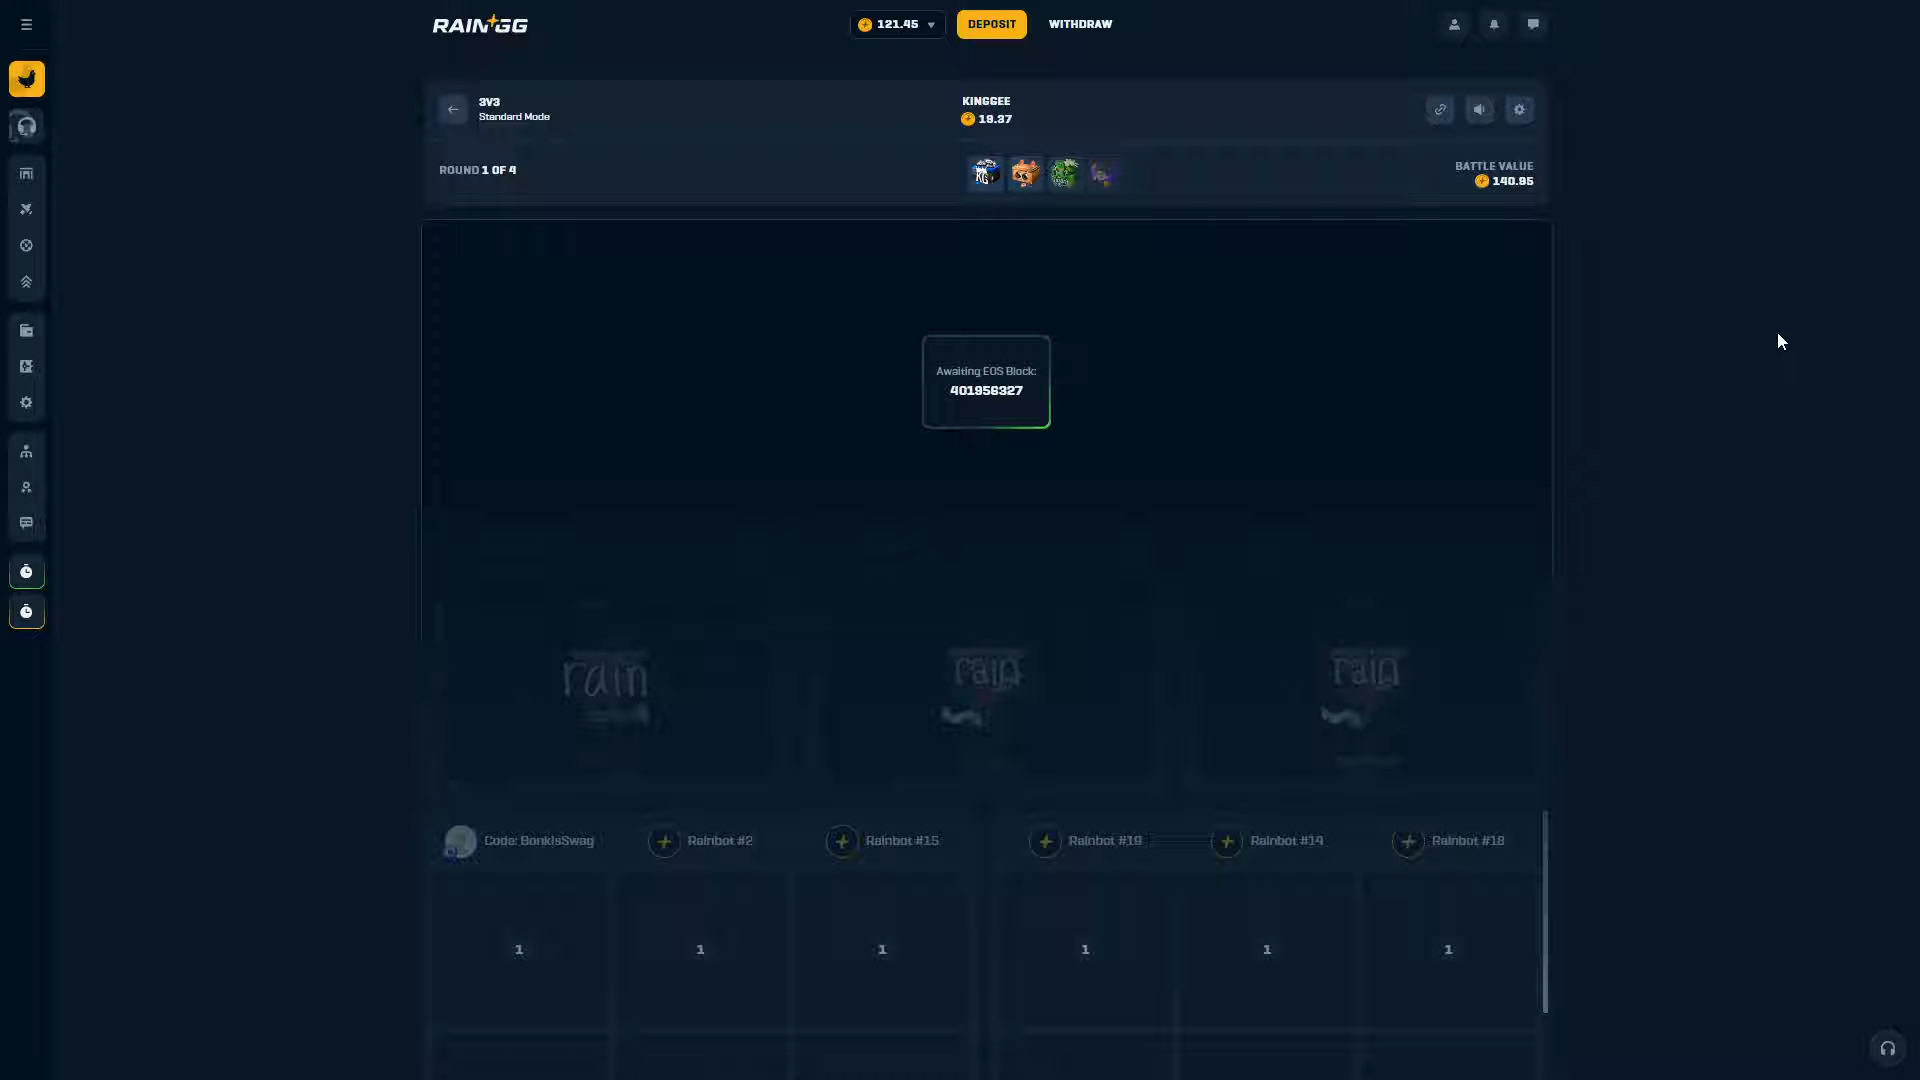 RAIN GG
121.45
DEPOSIT
WITHDRAW
3V3
Standard Mode
KINGGEE
19.37
ROUND 1 OF 4
KG
BATTLE VALUE
140.95
Awaiting EOS Block:
401956327
rain
rain
rain
Code: BonkIsSwag
Rainbot #2
Rainbot #15
Rainbot #19
Rainbot #14
Rainbot #18
1
1
1
1
1
1